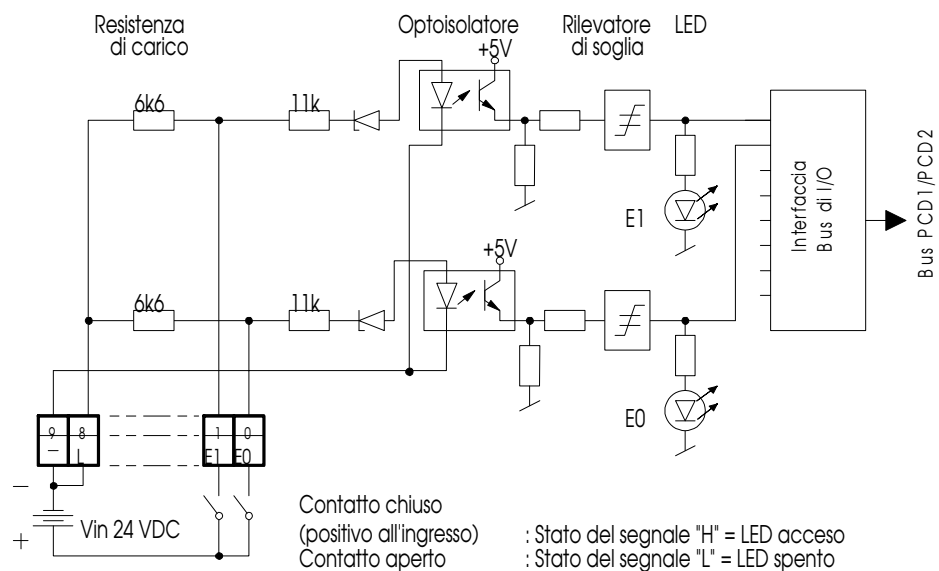 Resistenza
di carico
Optoisolatore
Rilevatore
di soglia
LED
+5V
6k6
11k
E1
Interfaccia
Bus di I/O
Bus PCD1/PCD2
+5V
6k6
11k
E0
9
8
1
0
–
L
E1
E0
–
+
Vin 24 VDC
Contatto chiuso
(positivo all'ingresso) : Stato del segnale "H" = LED acceso
Contatto aperto : Stato del segnale "L" = LED spento